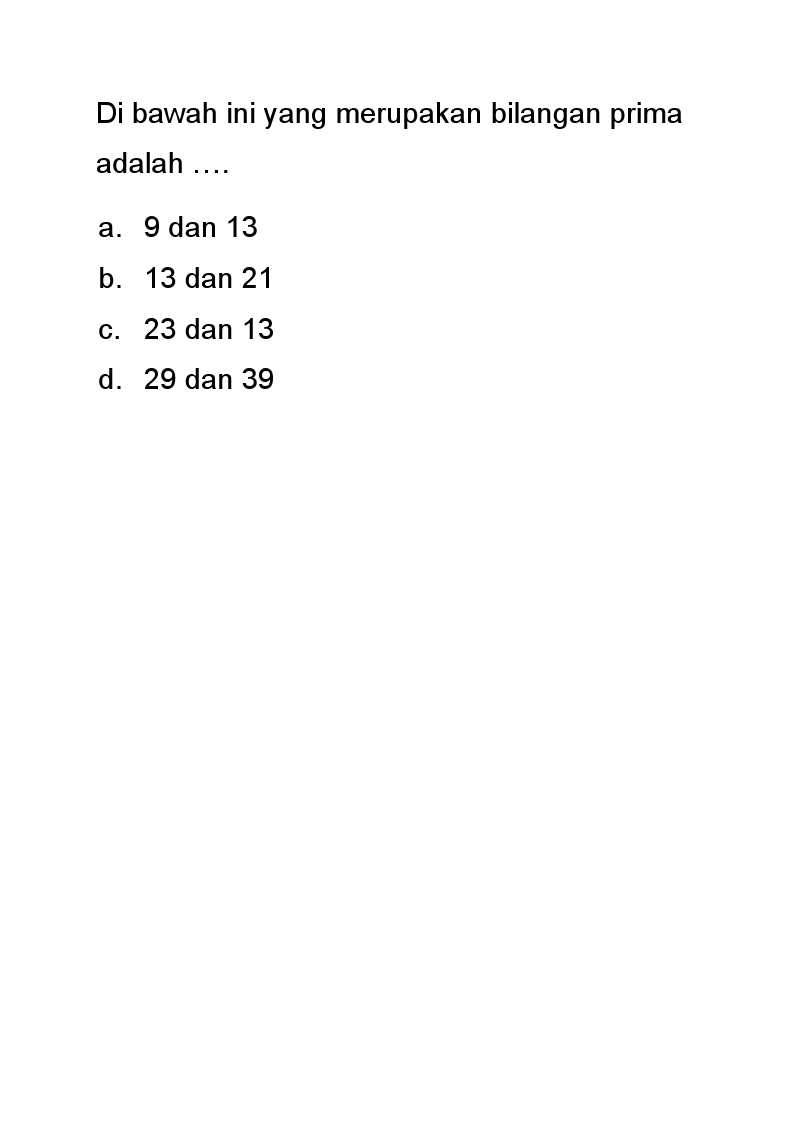 Di bawah ini yang merupakan bilangan prima
adalah ….
a. 9 dan 13
b. 13 dan 21
c. 23 dan 13
d. 29 dan 39